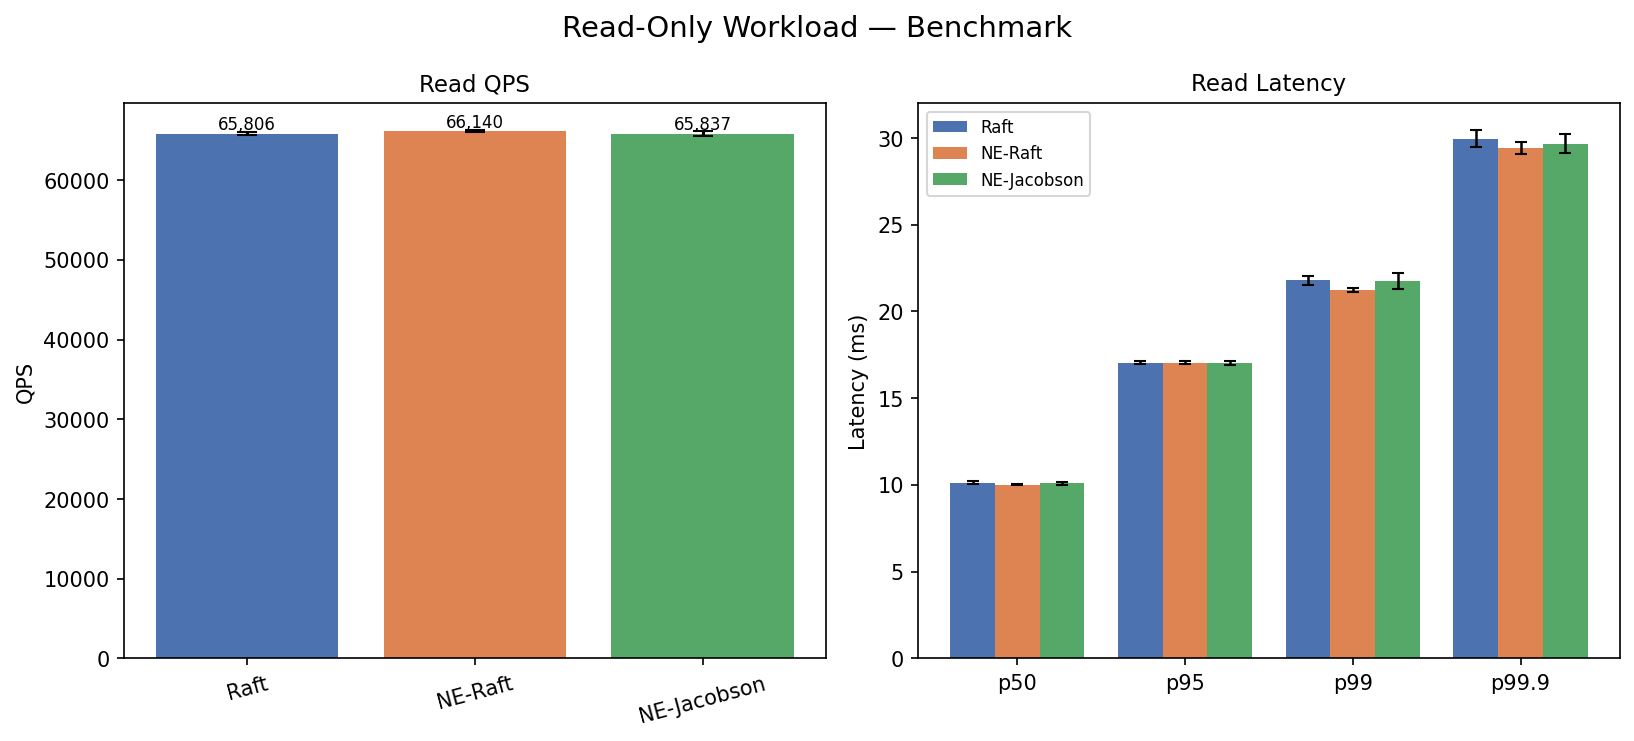 Read-Only Workload — Benchmark
Read QPS
65,806
66,140
65,837
60000
50000
40000
30000
20000
10000
0
QPS
Raft
NE-Raft
NE-Jacobson
Read Latency
Raft
NE-Raft
NE-Jacobson
30
25
20
15
10
5
0
Latency (ms)
p50
p95
p99
p99.9